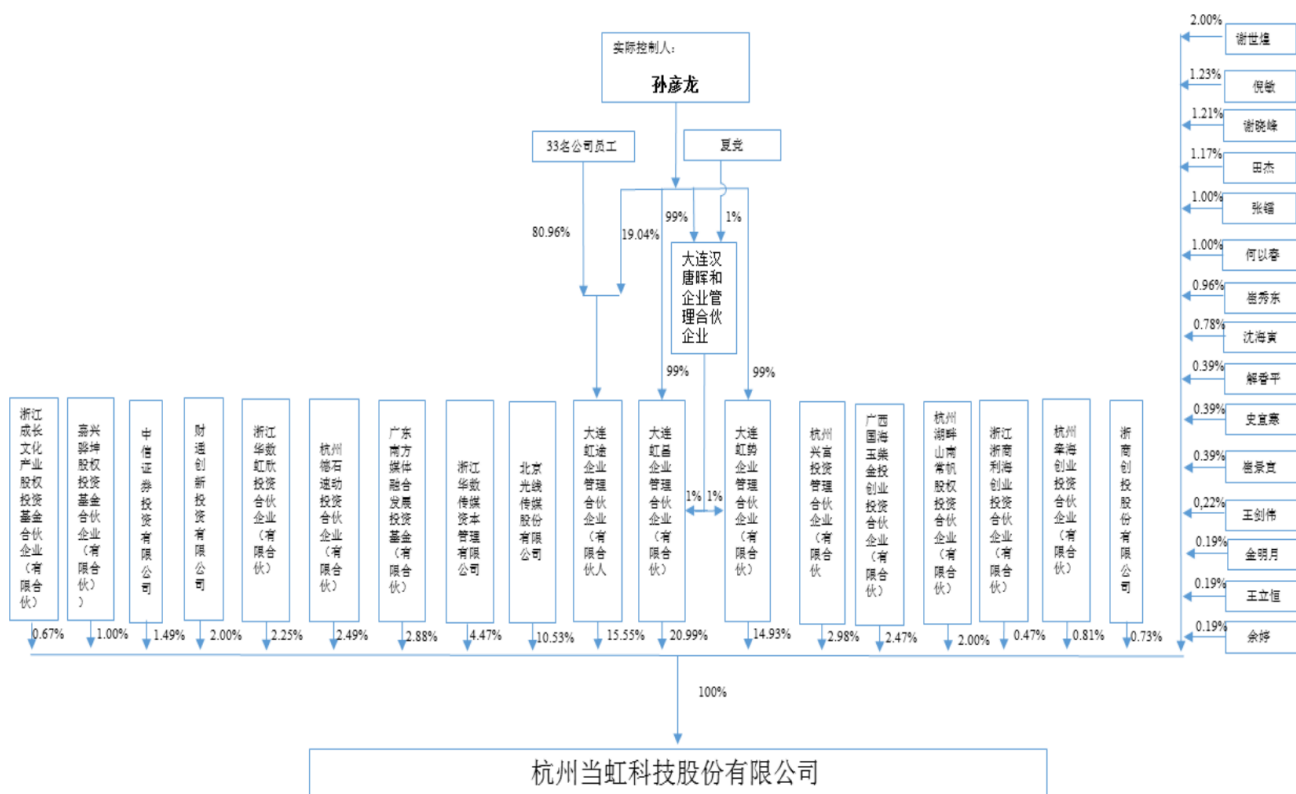 实际控制人：
孙彦龙
33名公司员工
夏竞
80.96%
19.04%
99%
1%
大连汉
唐晖和
企业管
理合伙
企业
99%
99%
1%
1%
浙江成长文化产业股权投资基金合伙企业（有限合伙）
嘉兴骅坤股权投资基金合伙企业（有限合伙））
中信证券投资有限公司
财通创新投资有限公司
浙江华数虹欣投资合伙企业（有限合伙）
杭州德石速动投资合伙企业（有限合伙）
广东南方媒体融合发展投资基金（有限合伙）
浙江华数传媒资本管理有限公司
北京光线传媒股份有限公司
大连虹途企业管理合伙企业（有限合伙人
大连虹昌企业管理合伙企业（有限合伙）
大连虹势企业管理合伙企业（有限合伙）
杭州兴富投资管理合伙企业（有限合伙
广西国海玉柴金投创业投资合伙企业（有限合伙）
杭州湖畔山南常帆股权投资合伙企业（有限合伙）
浙江浙商利海创业投资合伙企业（有限合伙）
杭州牵海创业投资合伙企业（有限合伙）
浙商创投股份有限公司
0.67%
1.00%
1.49%
2.00%
2.25%
2.49%
2.88%
4.47%
10.53%
15.55%
20.99%
14.93%
2.98%
2.47%
2.00%
0.47%
0.81%
0.73%
2.00% 谢世煌
1.23% 倪敏
1.21% 谢晓峰
1.17% 田杰
1.00% 张镭
1.00% 何以春
0.96% 崔秀东
0.78% 沈海寅
0.39% 解香平
0.39% 史宜寒
0.39% 崔景宜
0,22% 王剑伟
0.19% 金明月
0.19% 王立恒
0.19% 余婷
100%
杭州当虹科技股份有限公司